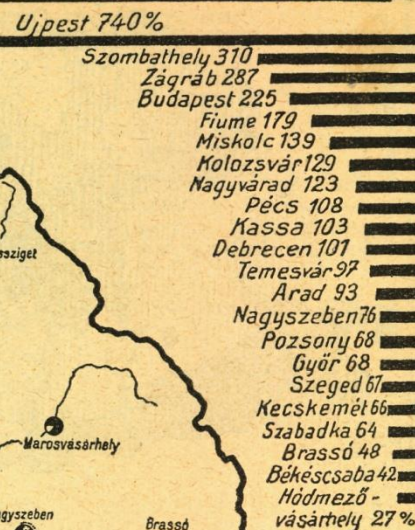 Ujpest 740%
Szombathely 310
Zágráb 287
Budapest 225
Fiume 179
Miskolc 139
Kolozsvár 129
Nagyvárad 123
Pécs 108
Kassa 103
Debrecen 101
Temesvár 97
Arad 93
Nagyszeben 76
Pozsony 68
Győr 68
Szeged 67
Kecskemét 66
Szabadka 64
Brassó 48
Békéscsaba 42
Hódmező-
vásárhely 27%
sziget
Marosvásárhely
gyszeben
Brassó